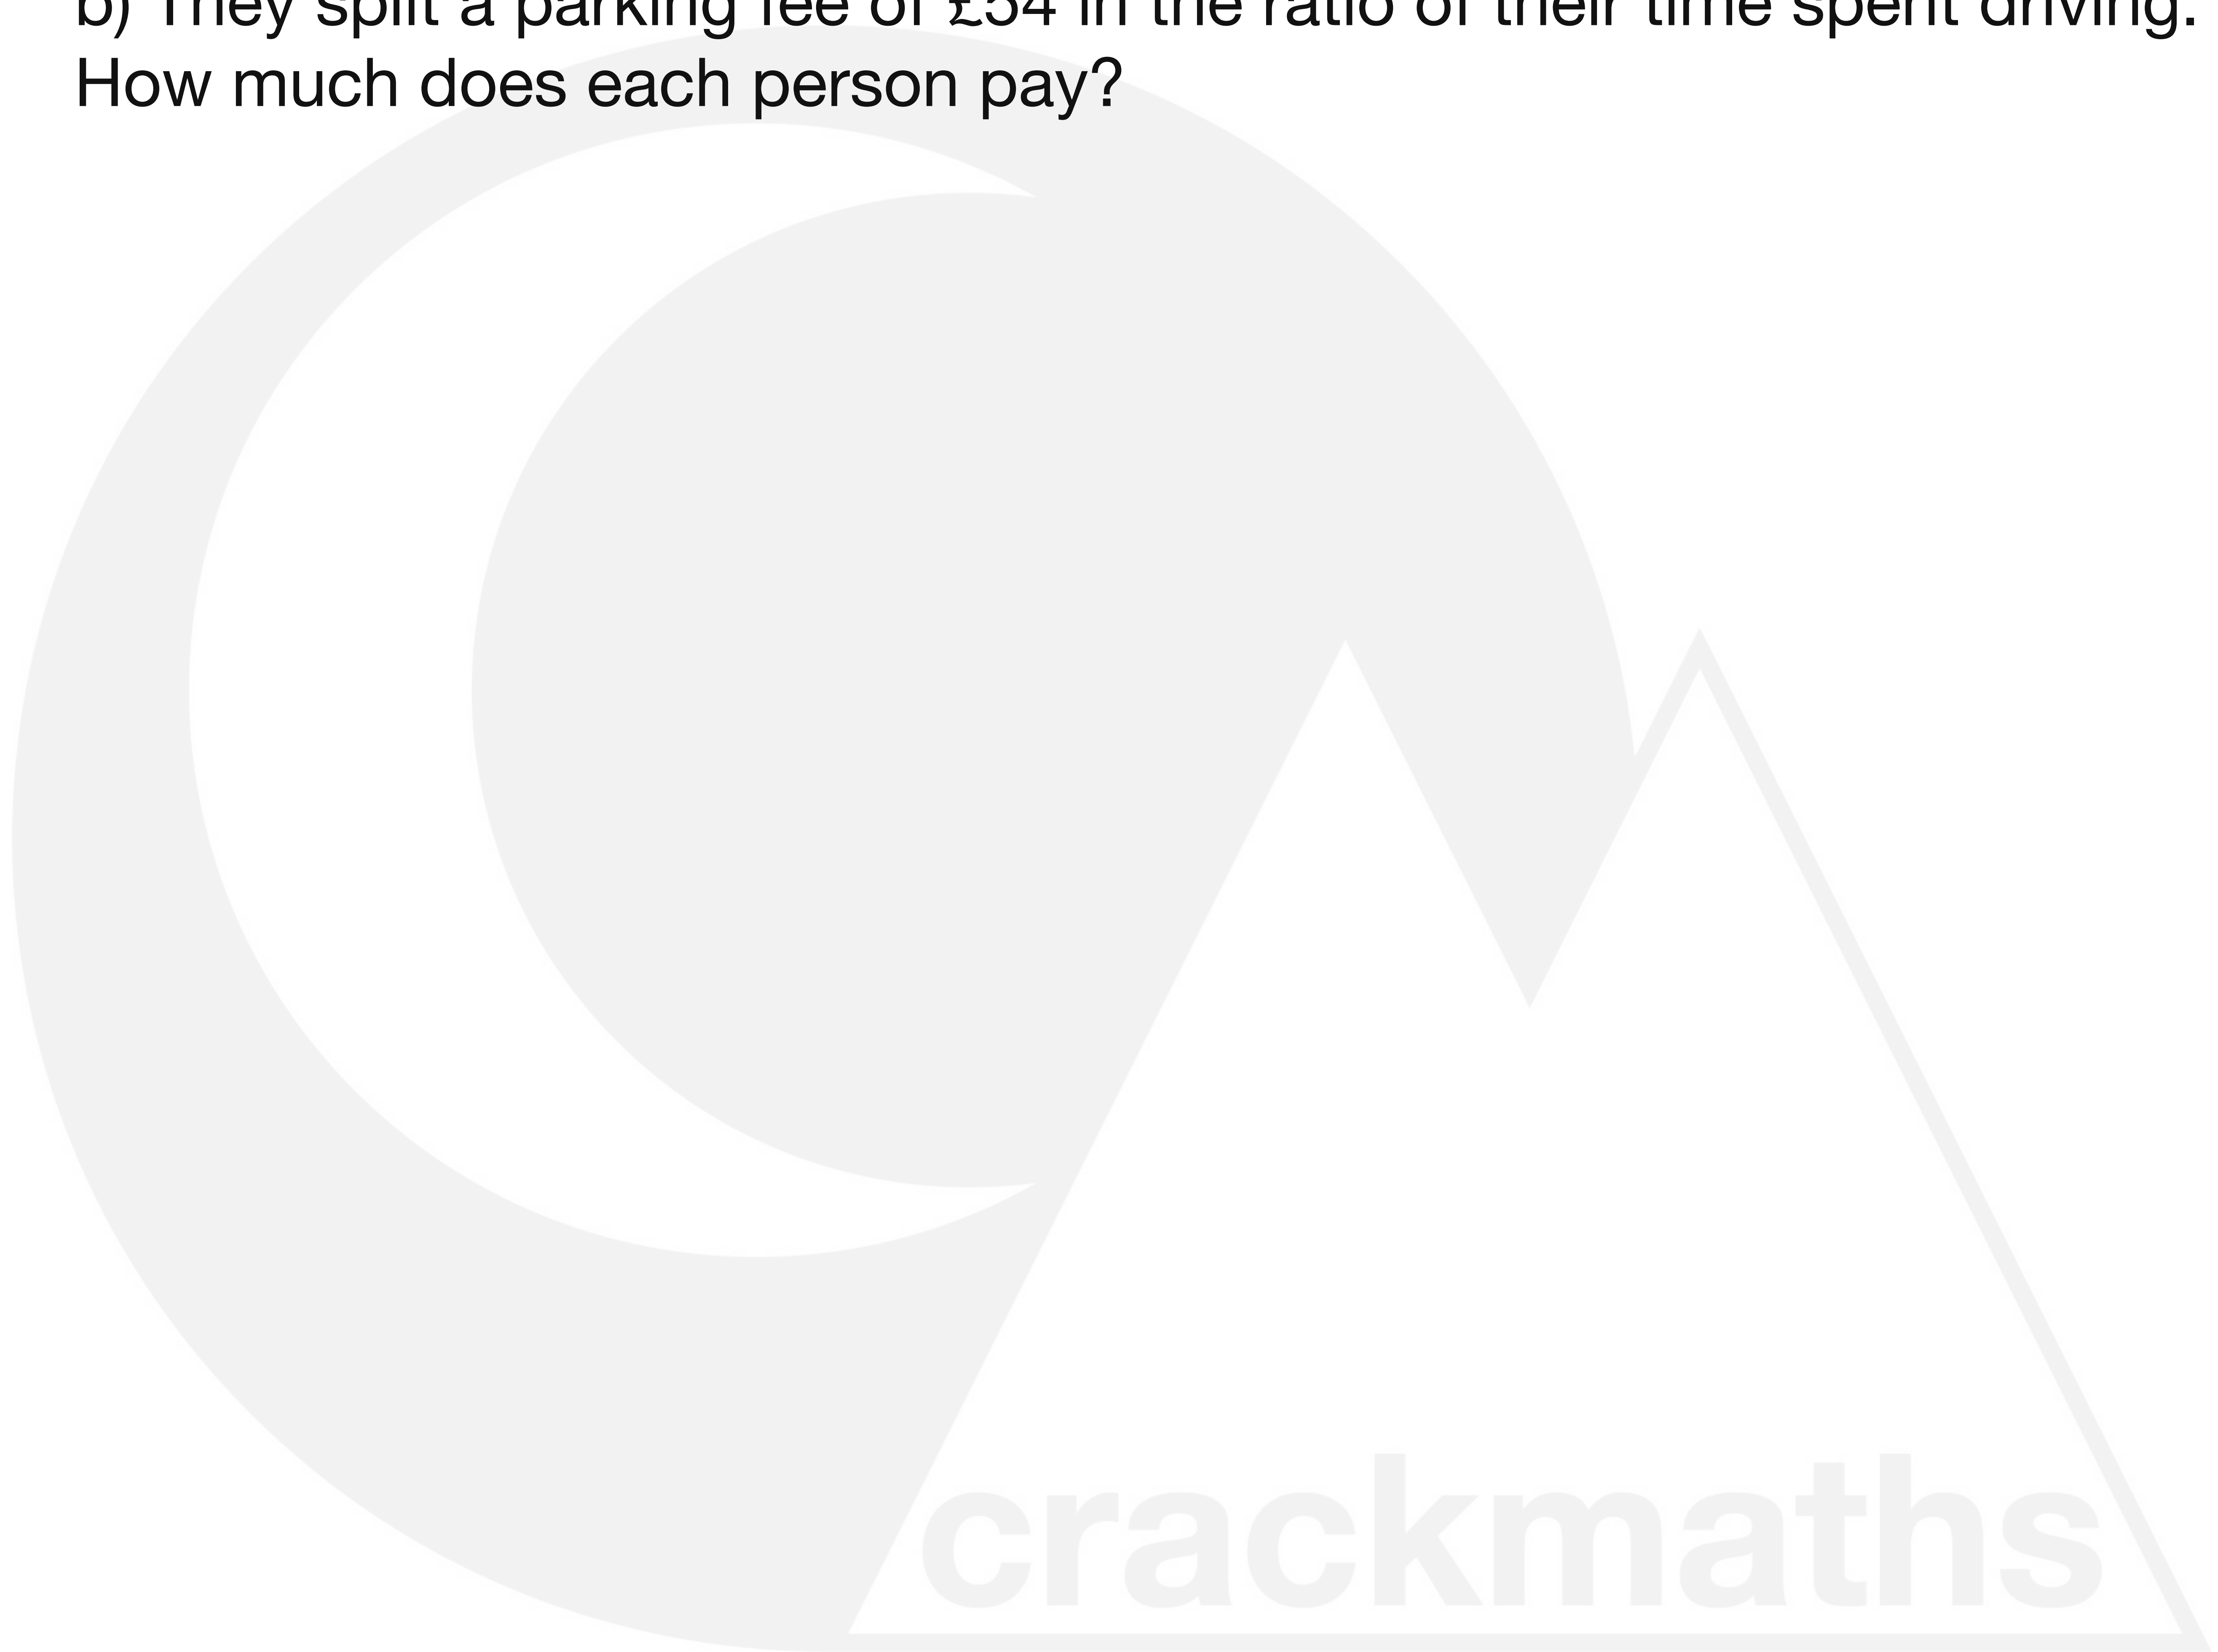 b) They split a parking fee of £34 in the ratio of their time spent driving.
How much does each person pay?
crackmaths